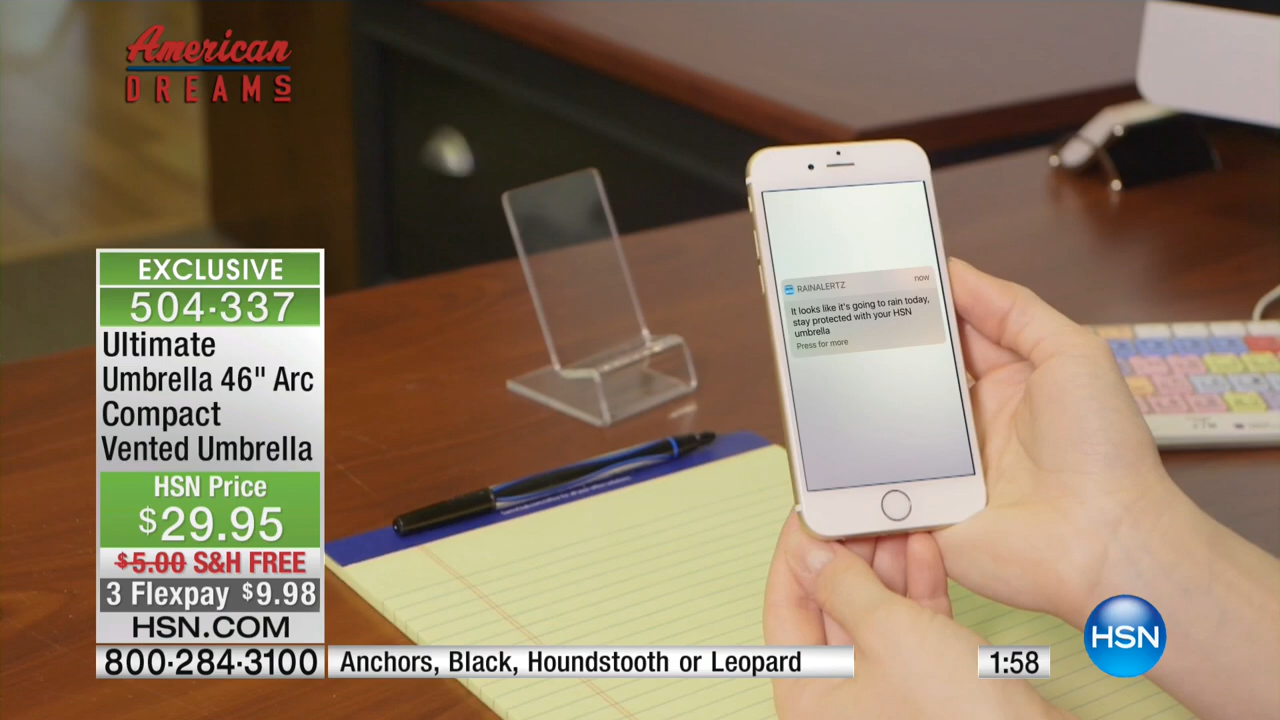 American
DREAMS
EXCLUSIVE
504·337
Ultimate
Umbrella 46" Arc
Compact
Vented Umbrella
HSN Price
$29.95
$5.00 S&H FREE
3 Flexpay $9.98
HSN.COM
800·284·3100
Anchors, Black, Houndstooth or Leopard
1:58
HSN
RAINALERTZ
now
It looks like it's going to rain today,
stay protected with your HSN
umbrella
Press for more